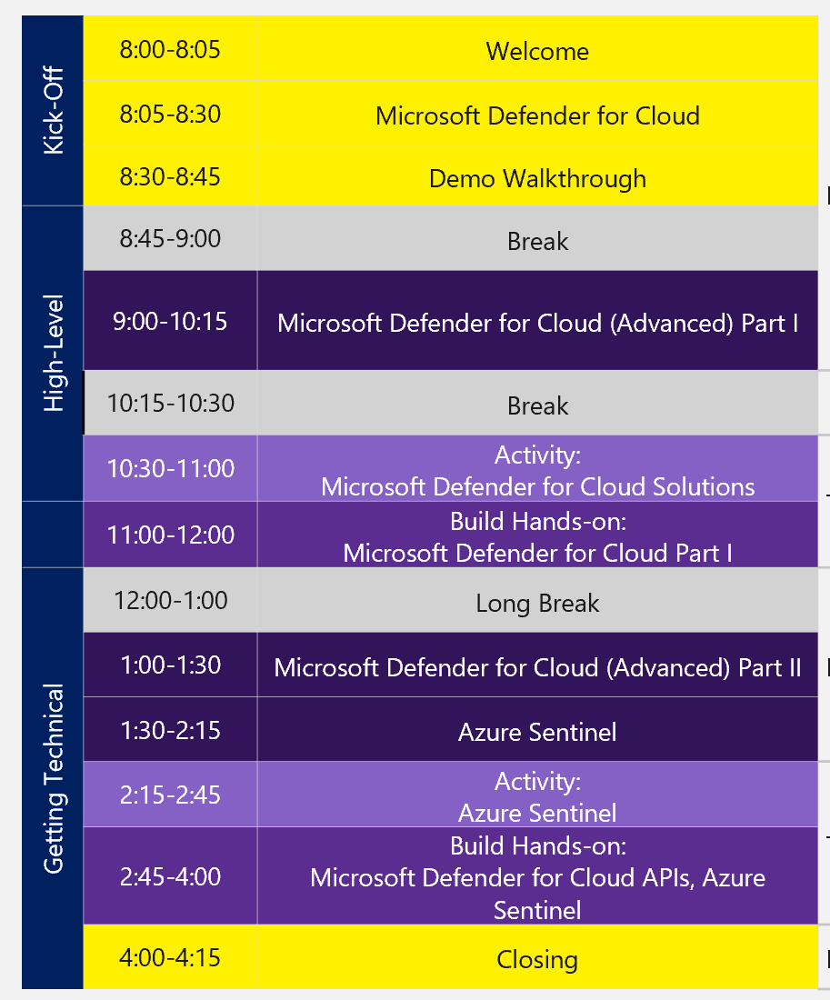 Kick-Off
8:00-8:05
Welcome
8:05-8:30
Microsoft Defender for Cloud
8:30-8:45
Demo Walkthrough
High-Level
8:45-9:00
Break
9:00-10:15
Microsoft Defender for Cloud (Advanced) Part I
10:15-10:30
Break
10:30-11:00
Activity:
Microsoft Defender for Cloud Solutions
11:00-12:00
Build Hands-on:
Microsoft Defender for Cloud Part I
Getting Technical
12:00-1:00
Long Break
1:00-1:30
Microsoft Defender for Cloud (Advanced) Part II
1:30-2:15
Azure Sentinel
2:15-2:45
Activity:
Azure Sentinel
2:45-4:00
Build Hands-on:
Microsoft Defender for Cloud APIs, Azure
Sentinel
4:00-4:15
Closing